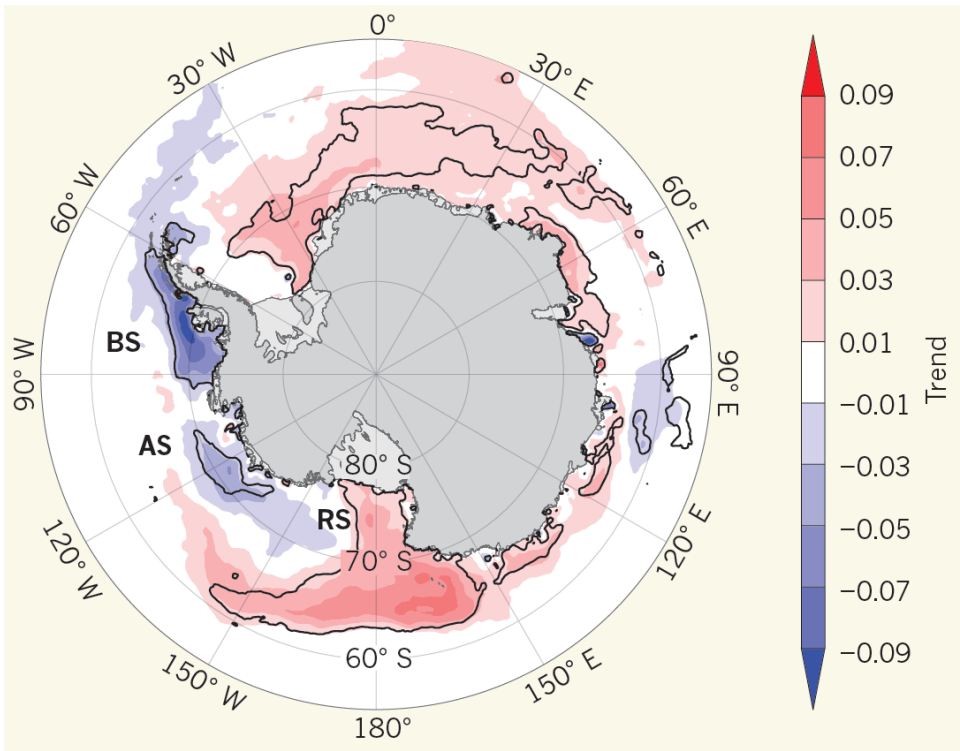 0°
30° W
30° E
60° W
60° E
BS
90° W
90° E
AS
80° S
RS
70° S
120° W
120° E
60° S
150° W
150° E
180°
0.09
0.07
0.05
0.03
0.01
−0.01
−0.03
−0.05
−0.07
−0.09
Trend